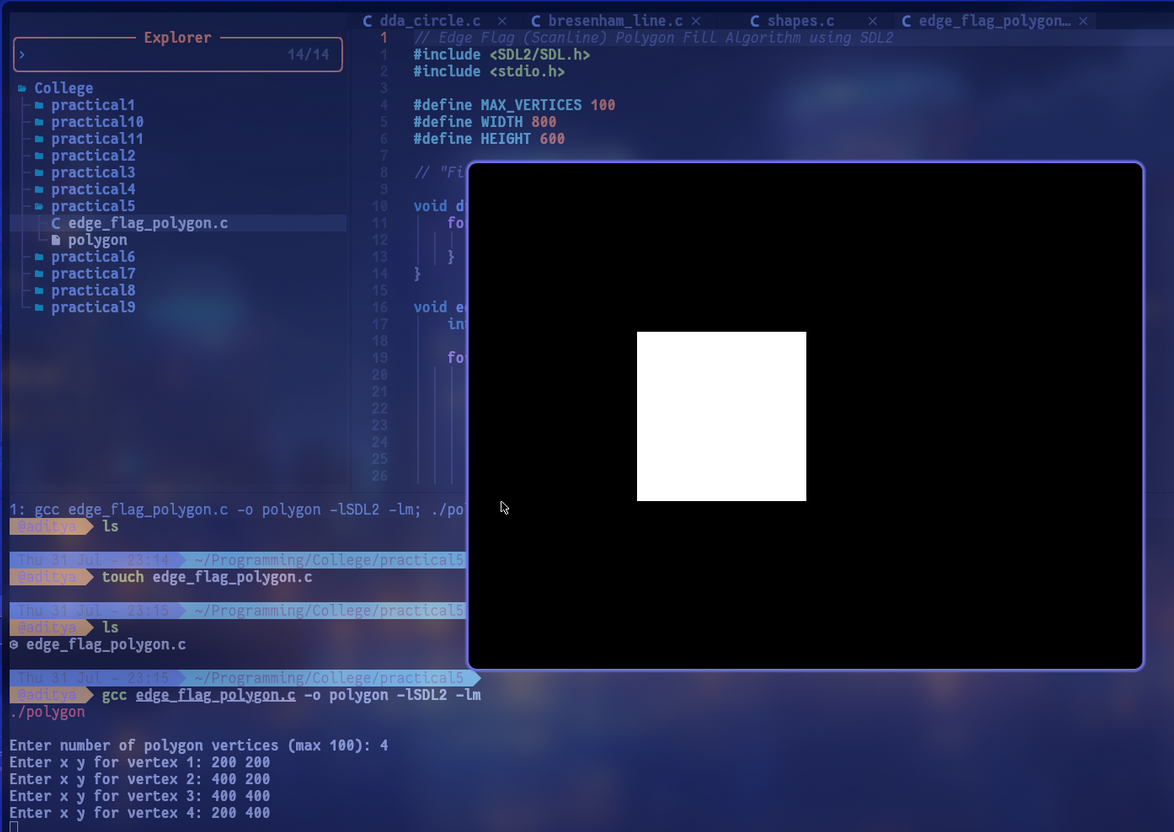 dda_circle.c × bresenham_line.c × shapes.c × edge_flag_polygon… ×
Explorer
› 14/14
College
practical1
practical10
practical11
practical2
practical3
practical4
practical5
edge_flag_polygon.c
polygon
practical6
practical7
practical8
practical9
1 // Edge Flag (Scanline) Polygon Fill Algorithm using SDL2
1 #include <SDL2/SDL.h>
2 #include <stdio.h>
3
4 #define MAX_VERTICES 100
5 #define WIDTH 800
6 #define HEIGHT 600
7
8 // "Fi
9
10 void d
11 fo
12
13 }
14 }
15
16 void e
17 in
18
19 fo
20
21
22
23
24
25
26
1: gcc edge_flag_polygon.c -o polygon -lSDL2 -lm; ./po
@aditya ls
Thu 31 Jul - 23:14 ~/Programming/College/practical5
@aditya touch edge_flag_polygon.c
Thu 31 Jul - 23:15 ~/Programming/College/practical5
@aditya ls
edge_flag_polygon.c
Thu 31 Jul - 23:15 ~/Programming/College/practical5
@aditya gcc edge_flag_polygon.c -o polygon -lSDL2 -lm
./polygon
Enter number of polygon vertices (max 100): 4
Enter x y for vertex 1: 200 200
Enter x y for vertex 2: 400 200
Enter x y for vertex 3: 400 400
Enter x y for vertex 4: 200 400